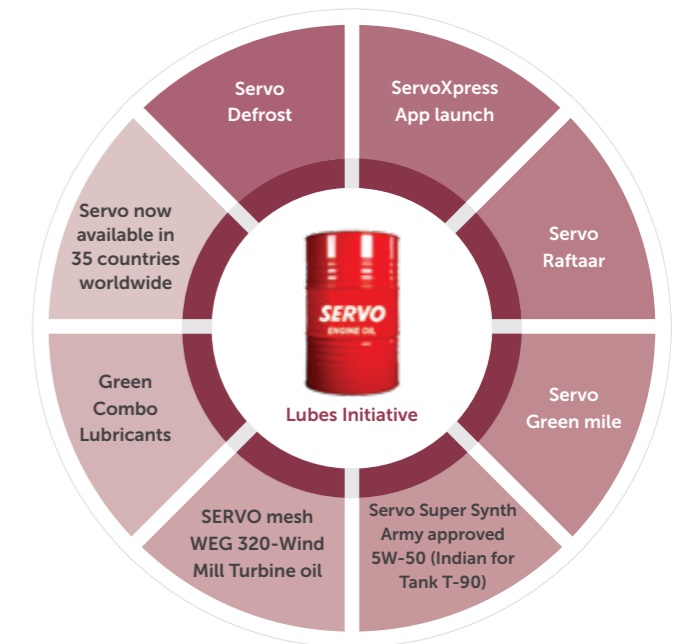 Servo
Defrost
ServoXpress
App launch
Servo
Raftaar
Servo
Green mile
Servo Super Synth
Army approved
5W-50 (Indian for
Tank T-90)
SERVO mesh
WEG 320-Wind
Mill Turbine oil
Green
Combo
Lubricants
Servo now
available in
35 countries
worldwide
SERVO
ENGINE OIL
Lubes Initiative